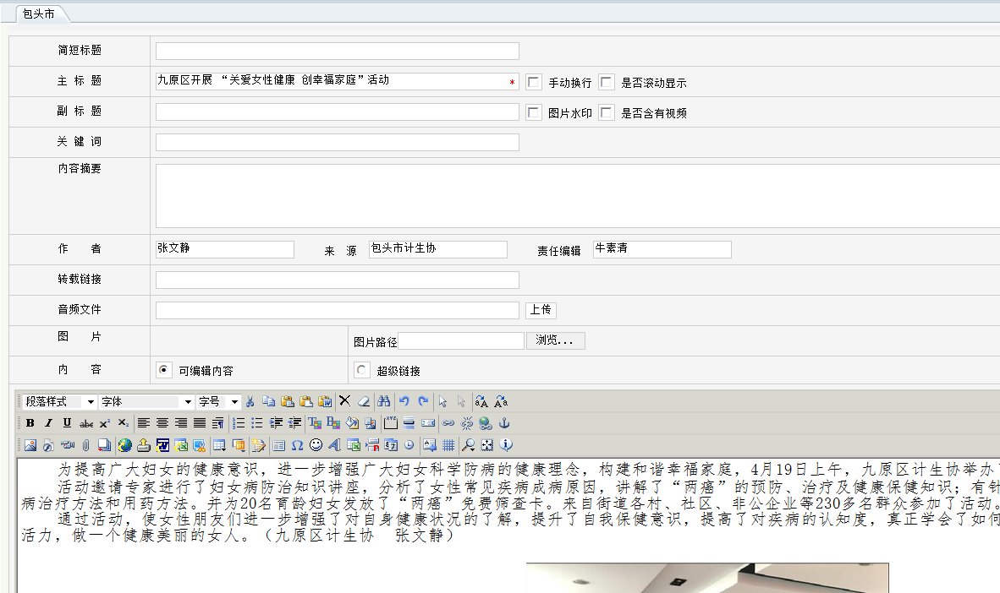 包头市
简短标题
主 标 题 九原区开展 “关爱女性健康 创幸福家庭”活动 * 手动换行 是否滚动显示
副 标 题 图片水印 是否含有视频
关 键 词
内容摘要
作 者 张文静 来 源 包头市计生协 责任编辑 牛素清
转载链接
音频文件 上传
图 片 图片路径 浏览...
内 容 可编辑内容 超级链接
段落样式 字体 字号
为提高广大妇女的健康意识，进一步增强广大妇女科学防病的健康理念，构建和谐幸福家庭，4月19日上午，九原区计生协举办
活动邀请专家进行了妇女病防治知识讲座，分析了女性常见疾病成病原因，讲解了“两癌”的预防、治疗及健康保健知识；有针
病治疗方法和用药方法。并为20名育龄妇女发放了“两癌”免费筛查卡。来自街道各村、社区、非公企业等230多名群众参加了活动。
通过活动，使女性朋友们进一步增强了对自身健康状况的了解，提升了自我保健意识，提高了对疾病的认知度，真正学会了如何
活力，做一个健康美丽的女人。（九原区计生协 张文静）